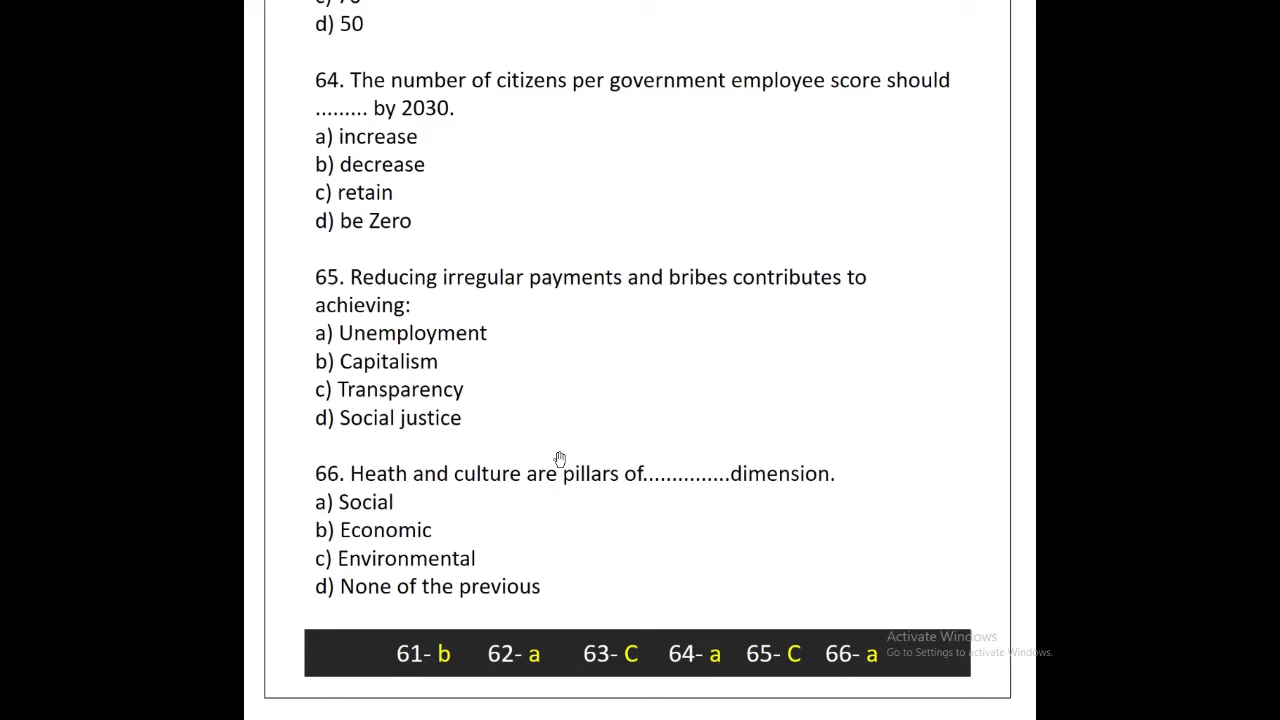 d) 50
64. The number of citizens per government employee score should
......... by 2030.
a) increase
b) decrease
c) retain
d) be Zero
65. Reducing irregular payments and bribes contributes to
achieving:
a) Unemployment
b) Capitalism
c) Transparency
d) Social justice
66. Heath and culture are pillars of...............dimension.
a) Social
b) Economic
c) Environmental
d) None of the previous
61- b 62- a 63- C 64- a 65- C 66- a
Activate Windows
Go to Settings to activate Windows.